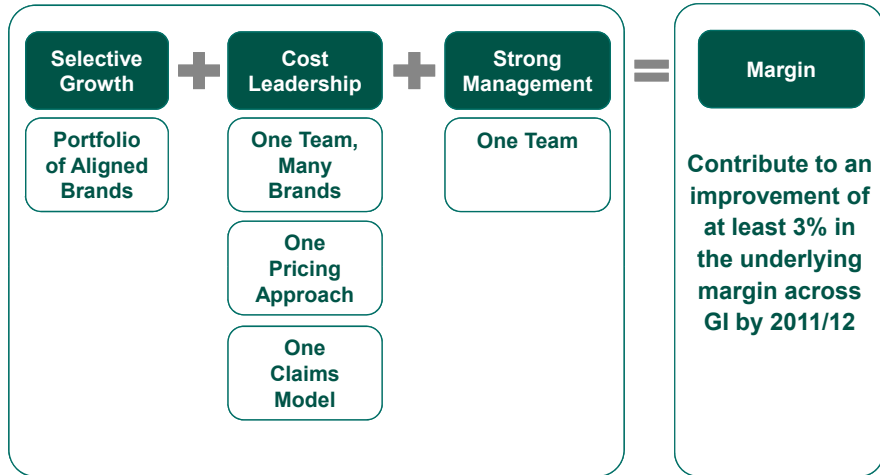 Selective
Growth
Cost
Leadership
Strong
Management
Margin
Portfolio
of Aligned
Brands
One Team,
Many
Brands
One
Pricing
Approach
One
Claims
Model
One Team
Contribute to an
improvement of
at least 3% in
the underlying
margin across
GI by 2011/12